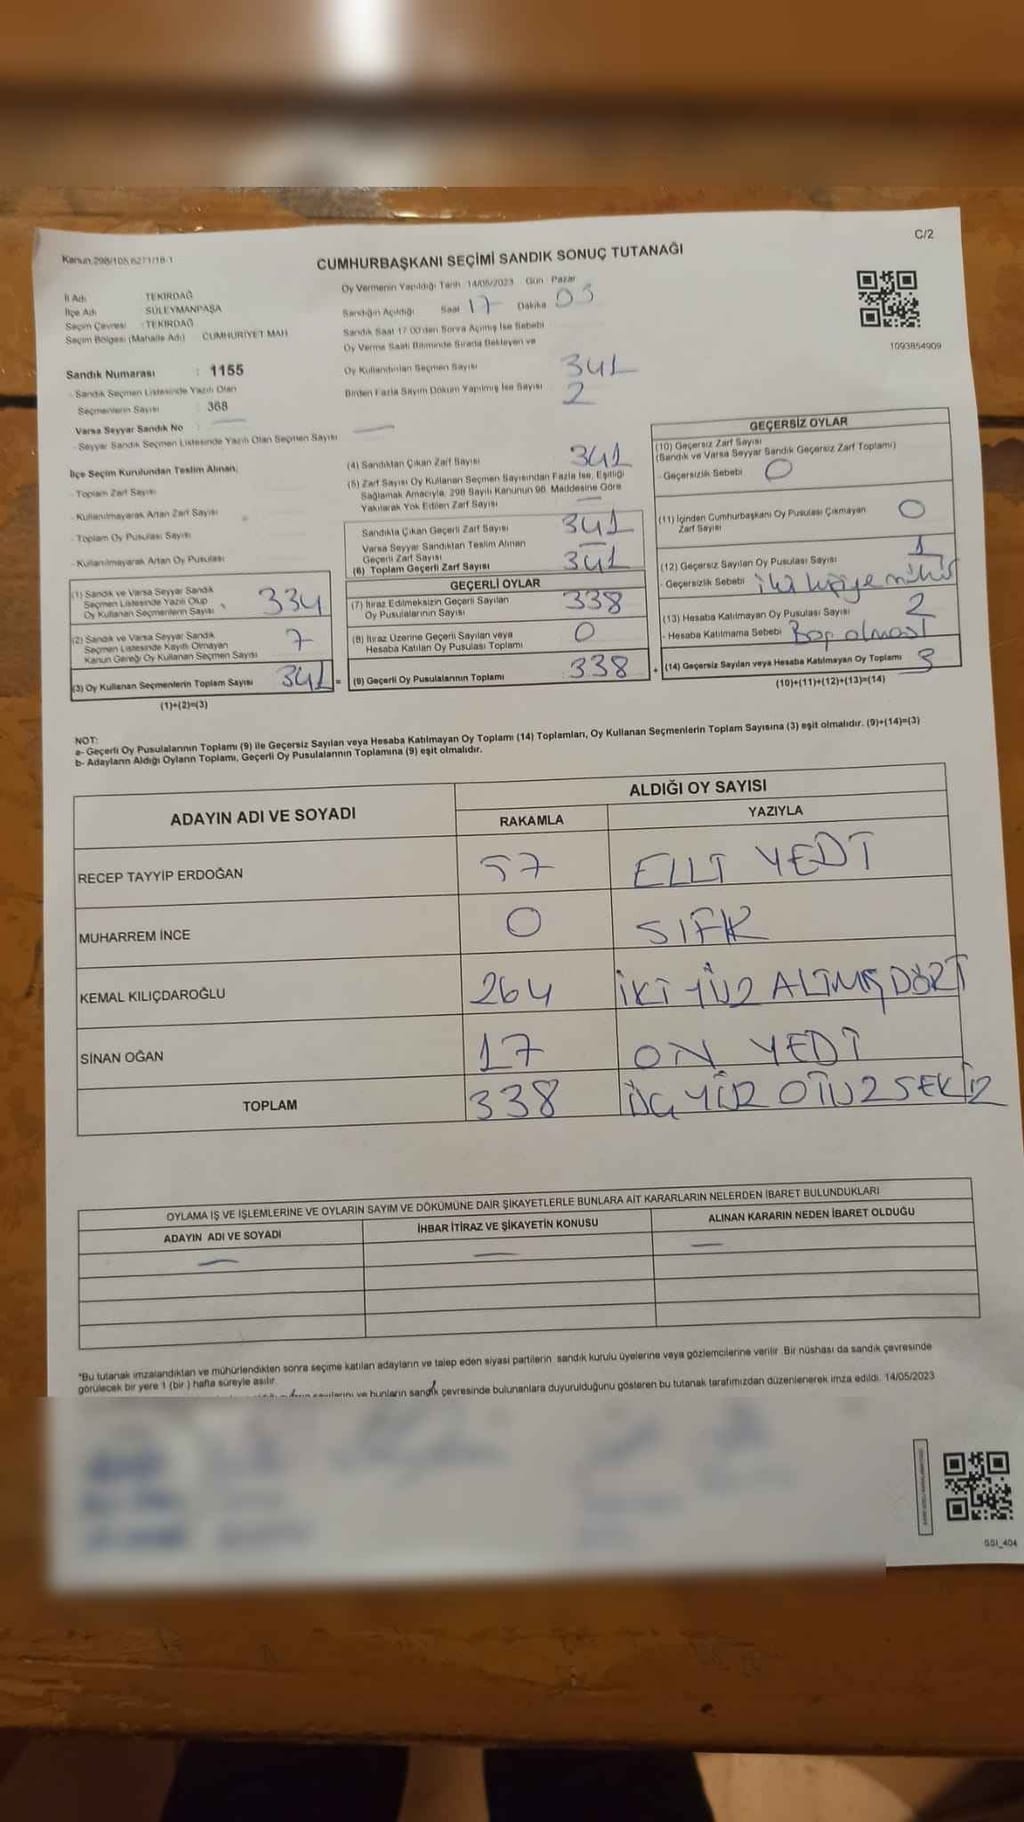 C/2
Kanun.298/105,6271/18-1
CUMHURBAŞKANI SEÇİMİ SANDIK SONUÇ TUTANAĞI
İl Adı TEKİRDAĞ
İlçe Adı SÜLEYMANPAŞA
Seçim Çevresi : TEKİRDAĞ
Seçim Bölgesi (Mahalle Adı) CUMHURİYET MAH
Sandık Numarası : 1155
- Sandık Seçmen Listesinde Yazılı Olan
Seçmenlerin Sayısı 368
Varsa Seyyar Sandık No
- Seyyar Sandık Seçmen Listesinde Yazılı Olan Seçmen Sayısı
Oy Vermenin Yapıldığı Tarih 14/05/2023 Gün Pazar
Sandığın Açıldığı Saat 17 Dakika 03
Sandık Saat 17.00'den Sonra Açılmış İse Sebebi
Oy Verme Saati Bitiminde Sırada Bekleyen ve
Oy Kullandırılan Seçmen Sayısı 341
Birden Fazla Sayım Döküm Yapılmış İse Sayısı 2
1093854909
İlçe Seçim Kurulundan Teslim Alınan;
- Toplam Zarf Sayısı
- Kullanılmayarak Artan Zarf Sayısı
- Toplam Oy Pusulası Sayısı
- Kullanılmayarak Artan Oy Pusulası
(1) Sandık ve Varsa Seyyar Sandık
Seçmen Listesinde Yazılı Olup
Oy Kullanan Seçmenlerin Sayısı 334
(2) Sandık ve Varsa Seyyar Sandık
Seçmen Listesinde Kayıtlı Olmayan
Kanun Gereği Oy Kullanan Seçmen Sayısı 7
(3) Oy Kullanan Seçmenlerin Toplam Sayısı 341 =
(1)+(2)=(3)
(4) Sandıktan Çıkan Zarf Sayısı 341
(5) Zarf Sayısı Oy Kullanan Seçmen Sayısından Fazla İse, Eşitliği
Sağlamak Amacıyla, 298 Sayılı Kanunun 98. Maddesine Göre
Yakılarak Yok Edilen Zarf Sayısı
Sandıkta Çıkan Geçerli Zarf Sayısı 341
Varsa Seyyar Sandıktan Teslim Alınan
Geçerli Zarf Sayısı
(6) Toplam Geçerli Zarf Sayısı 341
GEÇERLİ OYLAR
(7) İtiraz Edilmeksizin Geçerli Sayılan
Oy Pusulalarının Sayısı 338
(8) İtiraz Üzerine Geçerli Sayılan veya
Hesaba Katılan Oy Pusulası Toplamı 0
(9) Geçerli Oy Pusulalarının Toplamı 338 +
GEÇERSİZ OYLAR
(10) Geçersiz Zarf Sayısı
(Sandık ve Varsa Seyyar Sandık Geçersiz Zarf Toplamı)
- Geçersizlik Sebebi 0
(11) İçinden Cumhurbaşkanı Oy Pusulası Çıkmayan
Zarf Sayısı 0
(12) Geçersiz Sayılan Oy Pusulası Sayısı 1
- Geçersizlik Sebebi iki kişiye mühür
(13) Hesaba Katılmayan Oy Pusulası Sayısı 2
- Hesaba Katılmama Sebebi Boş olması
(14) Geçersiz Sayılan veya Hesaba Katılmayan Oy Toplamı 3
(10)+(11)+(12)+(13)=(14)
NOT:
a- Geçerli Oy Pusulalarının Toplamı (9) ile Geçersiz Sayılan veya Hesaba Katılmayan Oy Toplamı (14) Toplamları, Oy Kullanan Seçmenlerin Toplam Sayısına (3) eşit olmalıdır. (9)+(14)=(3)
b- Adayların Aldığı Oyların Toplamı, Geçerli Oy Pusulalarının Toplamına (9) eşit olmalıdır.
ADAYIN ADI VE SOYADI ALDIĞI OY SAYISI
RAKAMLA YAZIYLA
RECEP TAYYİP ERDOĞAN 57 ELLİ YEDİ
MUHARREM İNCE 0 SIFIR
KEMAL KILIÇDAROĞLU 264 İKİ YÜZ ALTMIŞ DÖRT
SİNAN OĞAN 17 ON YEDİ
TOPLAM 338 ÜÇ YÜZ OTUZ SEKİZ
OYLAMA İŞ VE İŞLEMLERİNE VE OYLARIN SAYIM VE DÖKÜMÜNE DAİR ŞİKAYETLERLE BUNLARA AİT KARARLARIN NELERDEN İBARET BULUNDUKLARI
ADAYIN ADI VE SOYADI İHBAR İTİRAZ VE ŞİKAYETİN KONUSU ALINAN KARARIN NEDEN İBARET OLDUĞU
*Bu tutanak imzalandıktan ve mühürlendikten sonra seçime katılan adayların ve talep eden siyasi partilerin sandık kurulu üyelerine veya gözlemcilerine verilir. Bir nüshası da sandık çevresinde
görülecek bir yere 1 (bir) hafta süreyle asılır.
ve bunların sandık çevresinde bulunanlara duyurulduğunu gösteren bu tutanak tarafımızdan düzenlenerek imza edildi. 14/05/2023
GSI_404